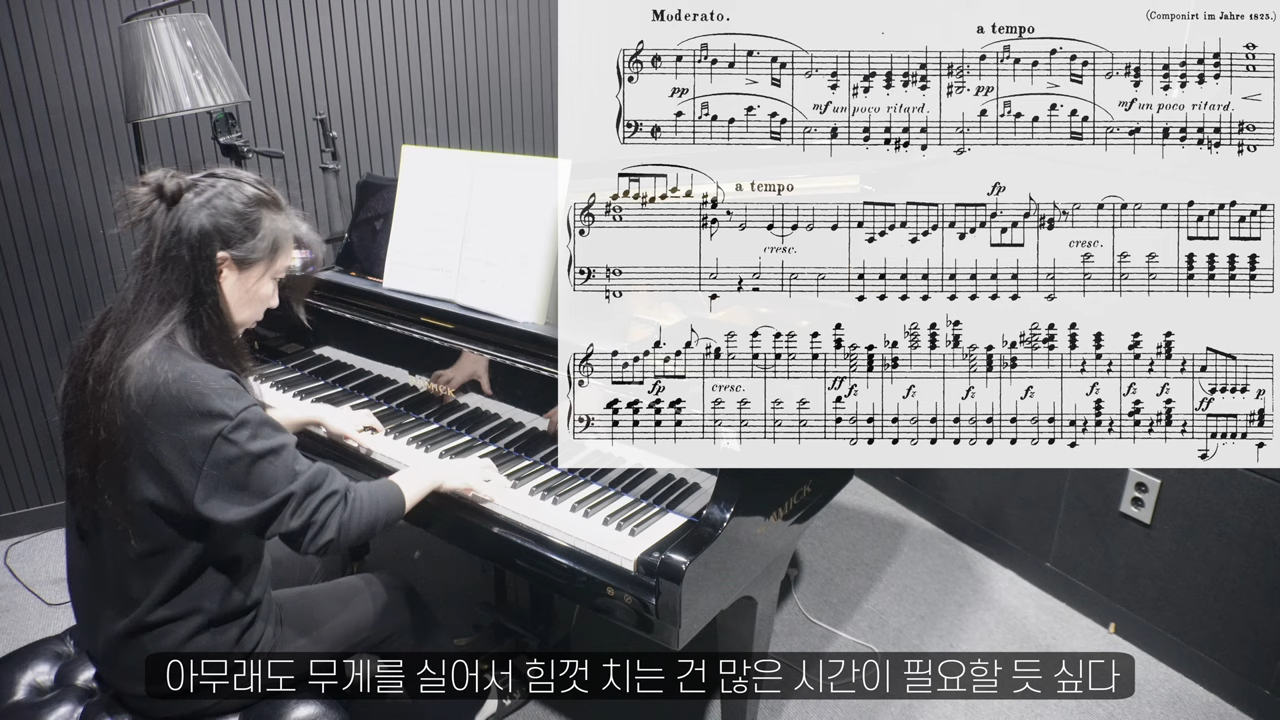 Moderato.
(Componirt im Jahre 1825.)
a tempo
pp
pp
mf un poco ritard.
mf un poco ritard.
a tempo
fp
cresc.
cresc.
fp
cresc.
ff
fz
fz
fz
fz
fz
fz
fz
ff
p
SAMICK
아무래도 무게를 실어서 힘껏 치는 건 많은 시간이 필요할 듯 싶다